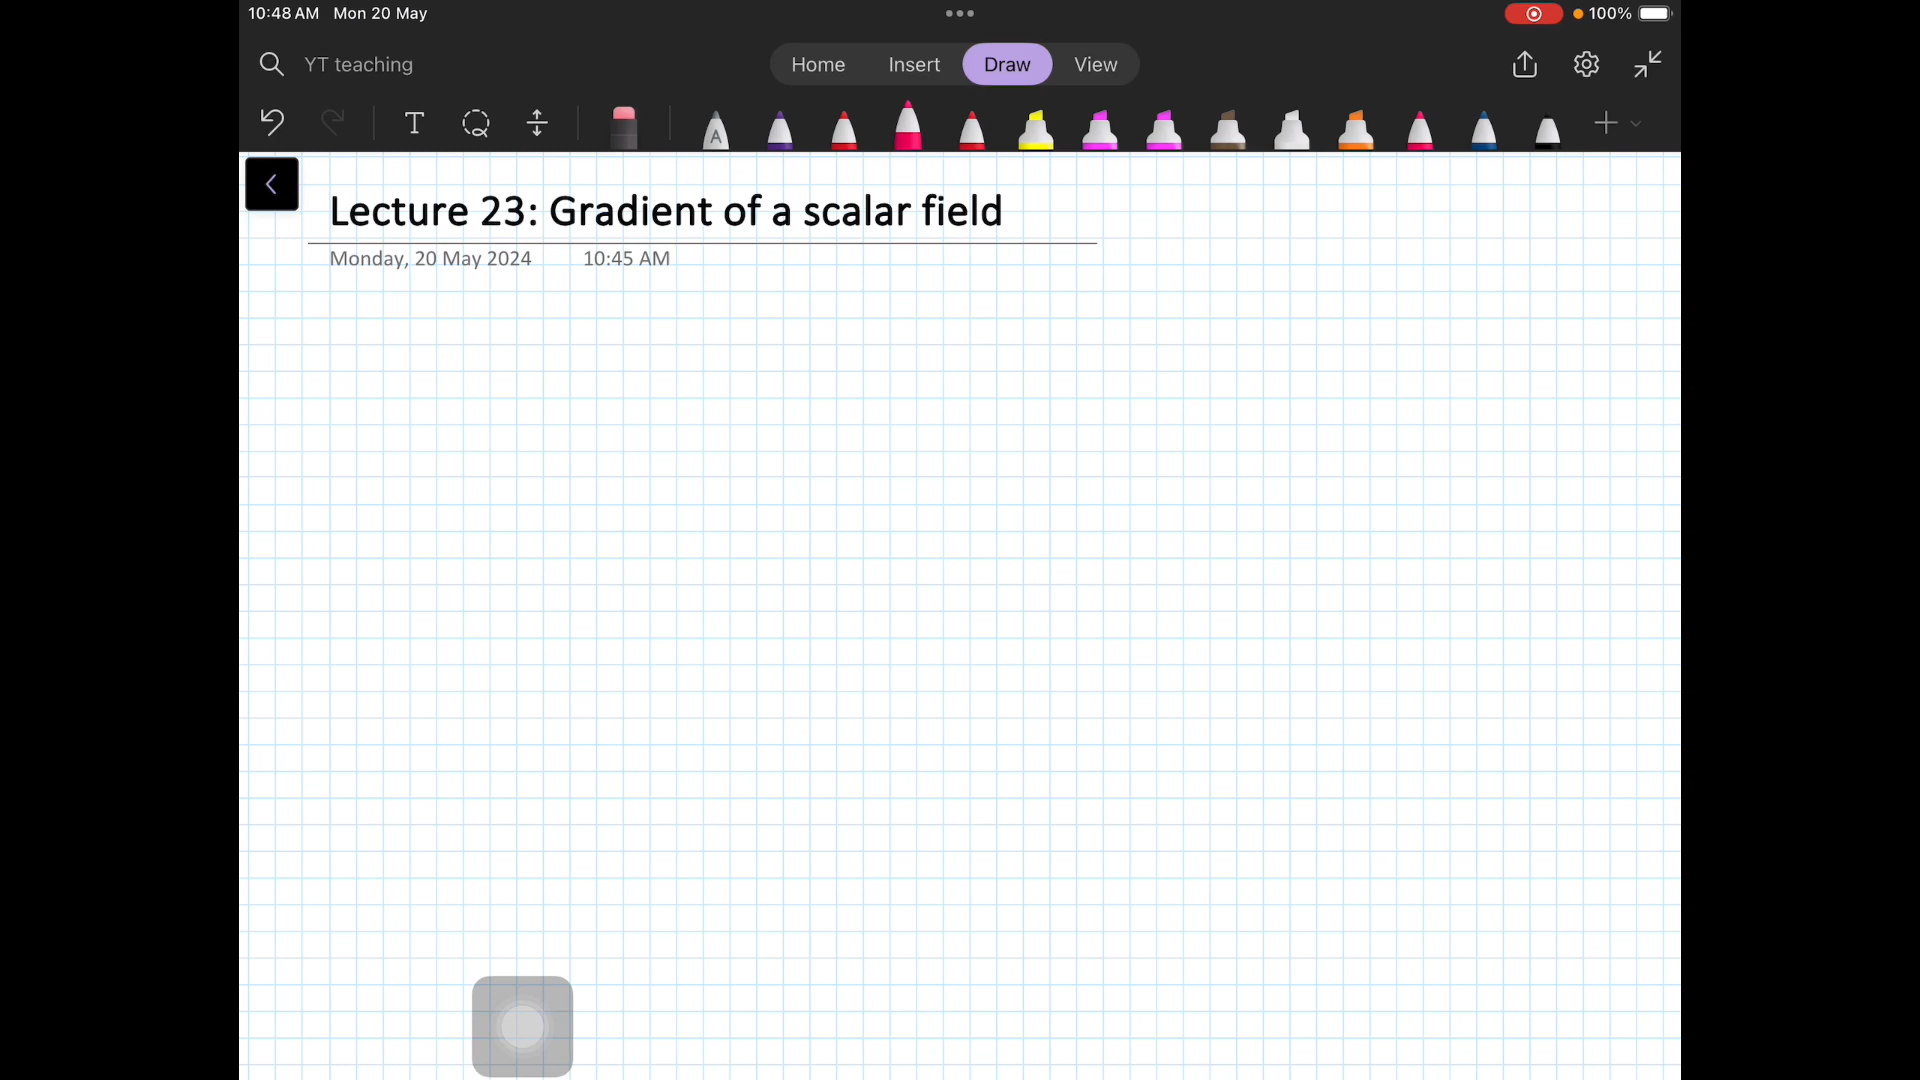 10:48 AM Mon 20 May
100%
YT teaching
Home Insert Draw View
T
A
Lecture 23: Gradient of a scalar field
Monday, 20 May 2024 10:45 AM